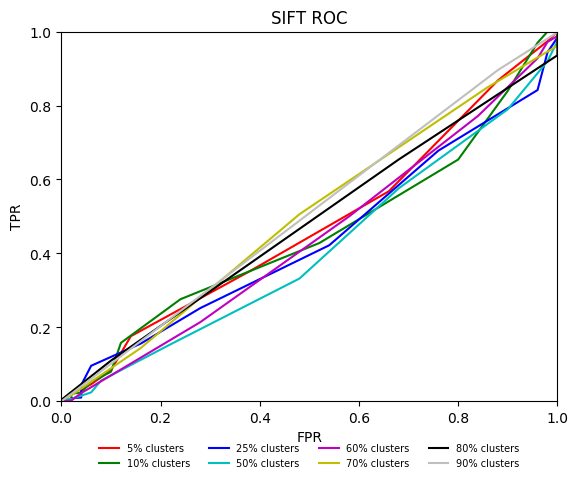 SIFT ROC
1.0
0.8
0.6
0.4
0.2
0.0
TPR
0.0 0.2 0.4 0.6 0.8 1.0
FPR
5% clusters 25% clusters 60% clusters 80% clusters
10% clusters 50% clusters 70% clusters 90% clusters